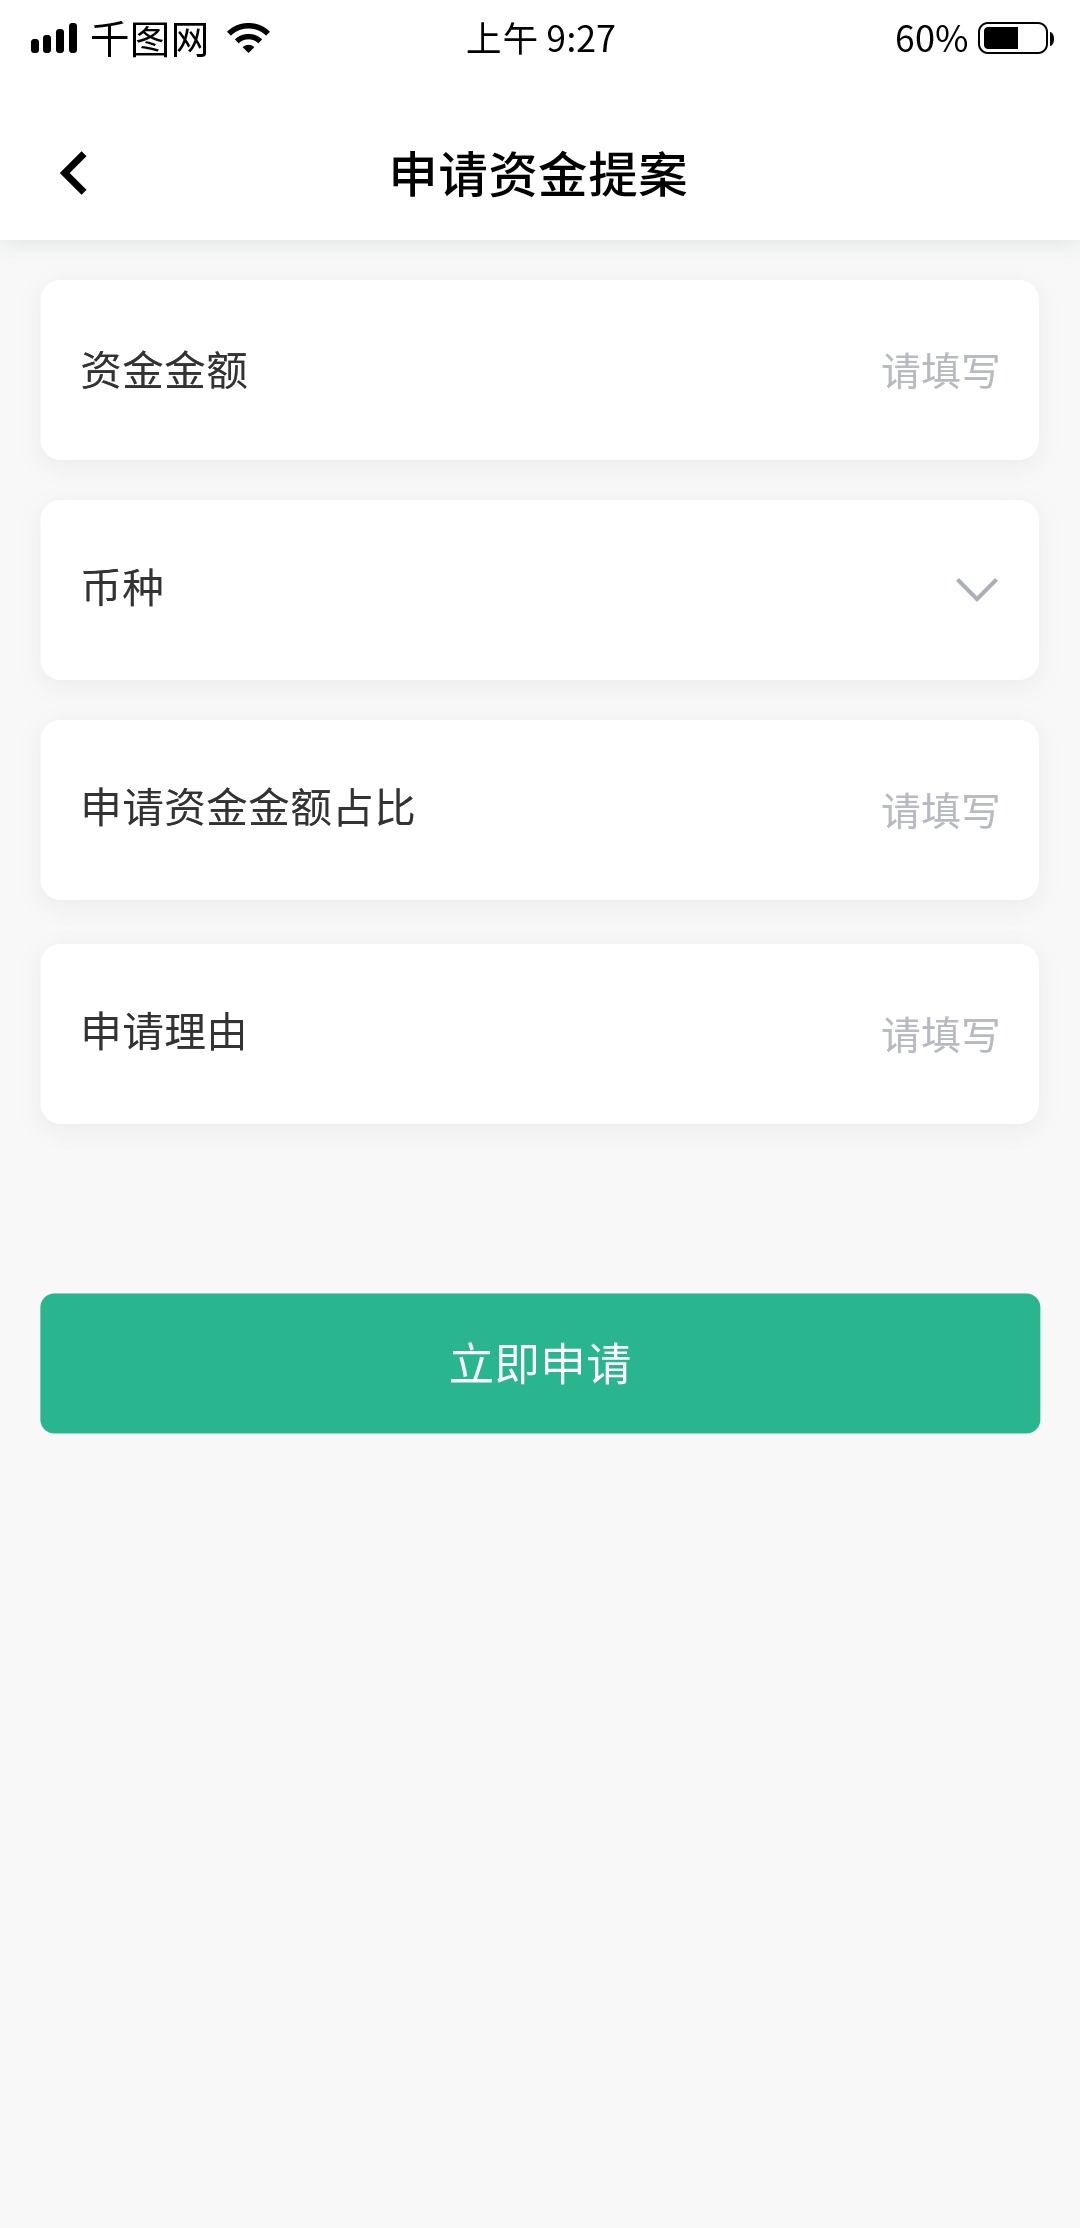 千图网 上午 9:27 60%
申请资金提案
资金金额 请填写
币种
申请资金金额占比 请填写
申请理由 请填写
立即申请